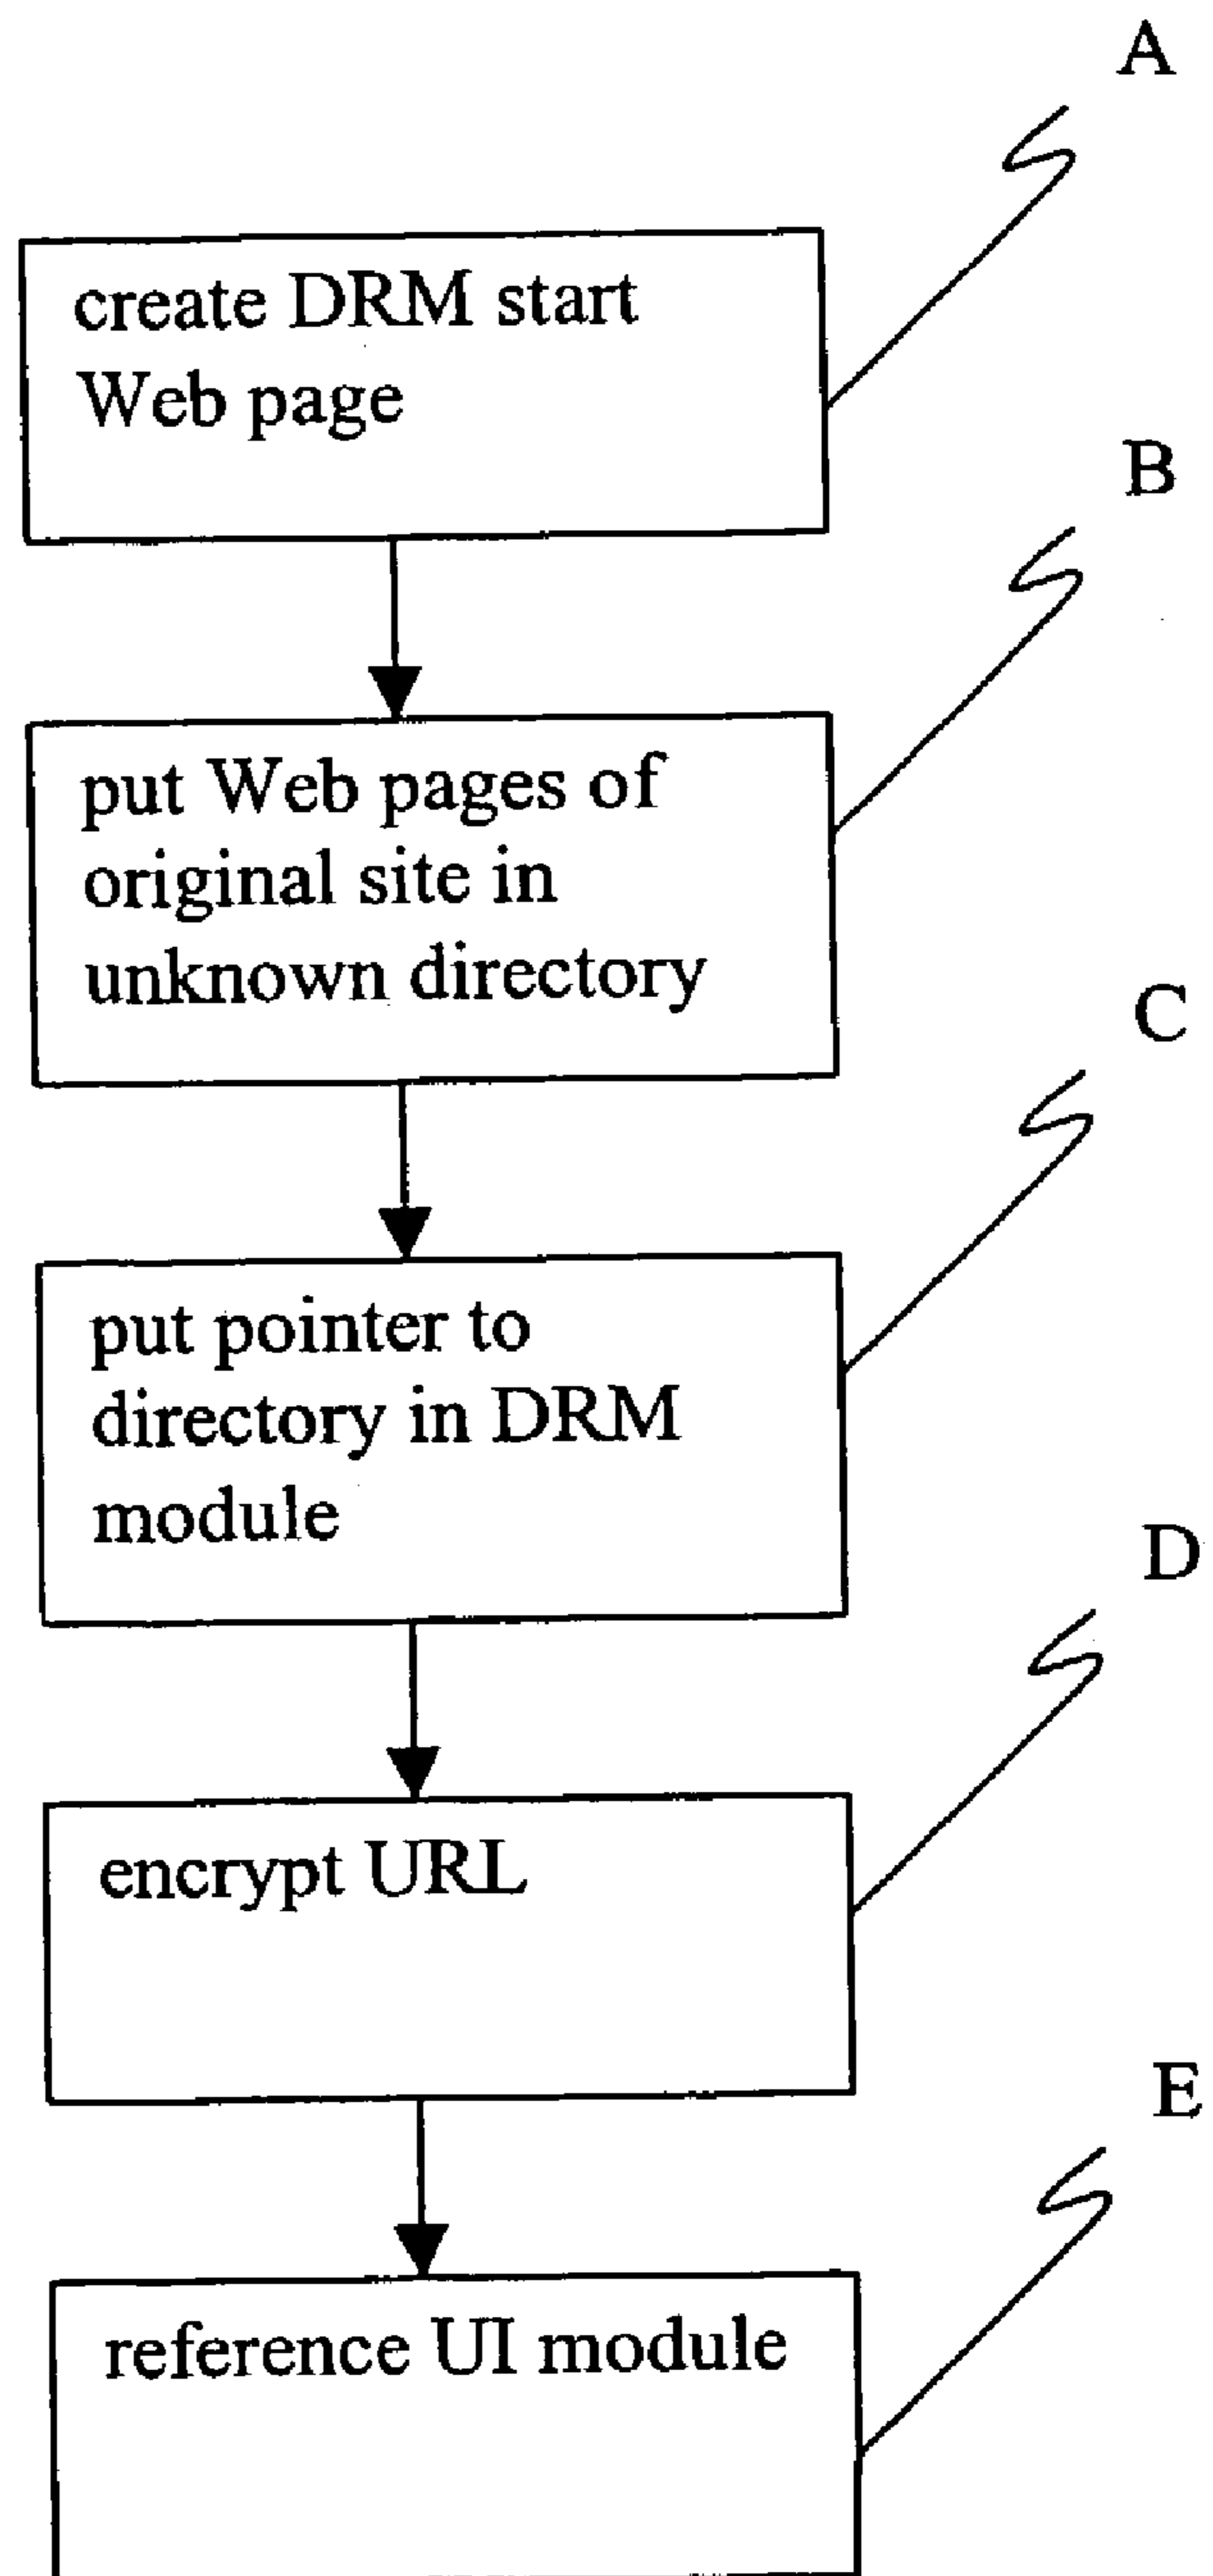 A
create DRM start
Web page
B
put Web pages of
original site in
unknown directory
C
put pointer to
directory in DRM
module
D
encrypt URL
E
reference UI module